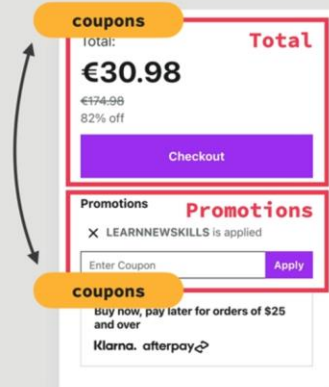 coupons
Total:
Total
€30.98
€174.98
82% off
Checkout
Promotions
Promotions
LEARNNEWSKILLS is applied
Enter Coupon
Apply
coupons
Buy now, pay later for orders of $25
and over
Klarna. afterpay